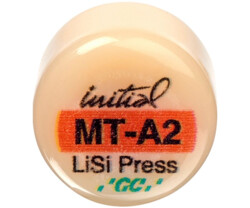 initial
MT-A2
LiSi Press
GC